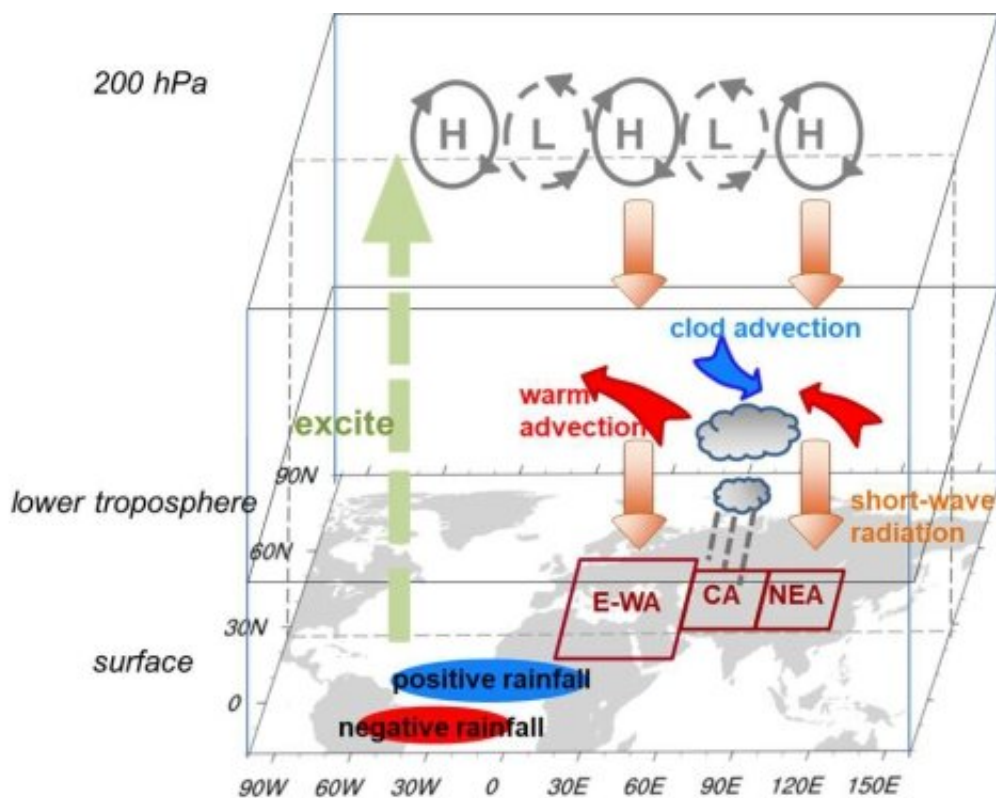 200 hPa
H L H L H
clod advection
warm
advection
excite
90N
lower troposphere
short-wave
radiation
60N
E-WA CA NEA
30N
surface
positive rainfall
0
negative rainfall
90W 60W 30W 0 30E 60E 90E 120E 150E